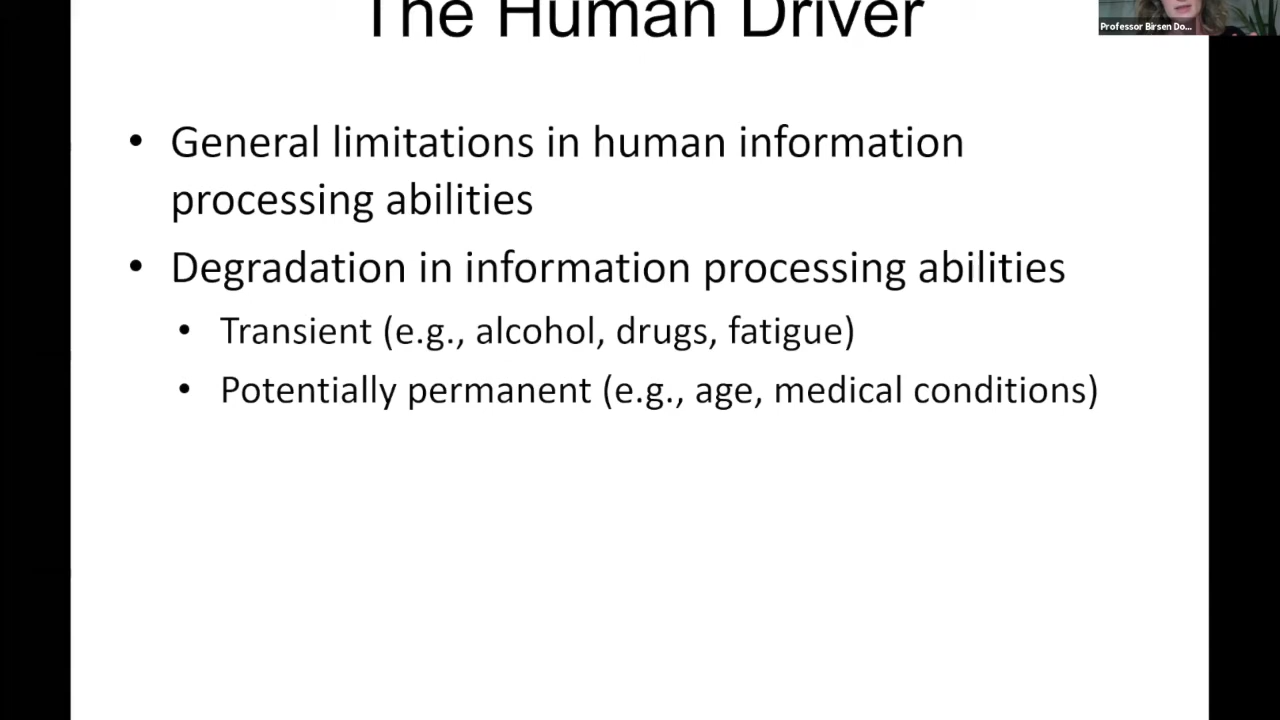 The Human Driver
Professor Birsen Do...
• General limitations in human information
processing abilities
• Degradation in information processing abilities
• Transient (e.g., alcohol, drugs, fatigue)
• Potentially permanent (e.g., age, medical conditions)